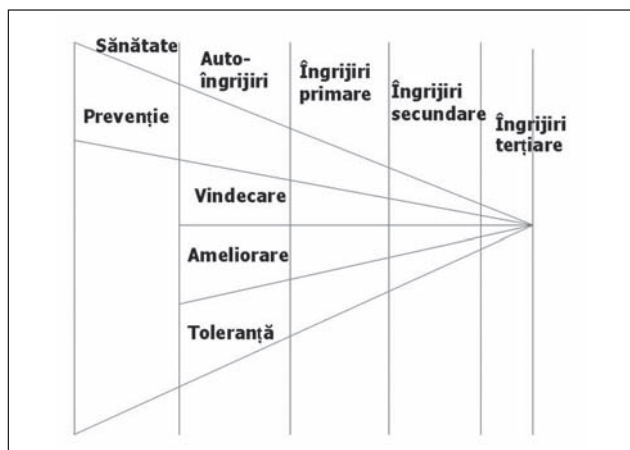 Sănătate
Auto-
îngrijiri
Îngrijiri
primare
Îngrijiri
secundare
Îngrijiri
terțiare
Prevenție
Vindecare
Ameliorare
Toleranță